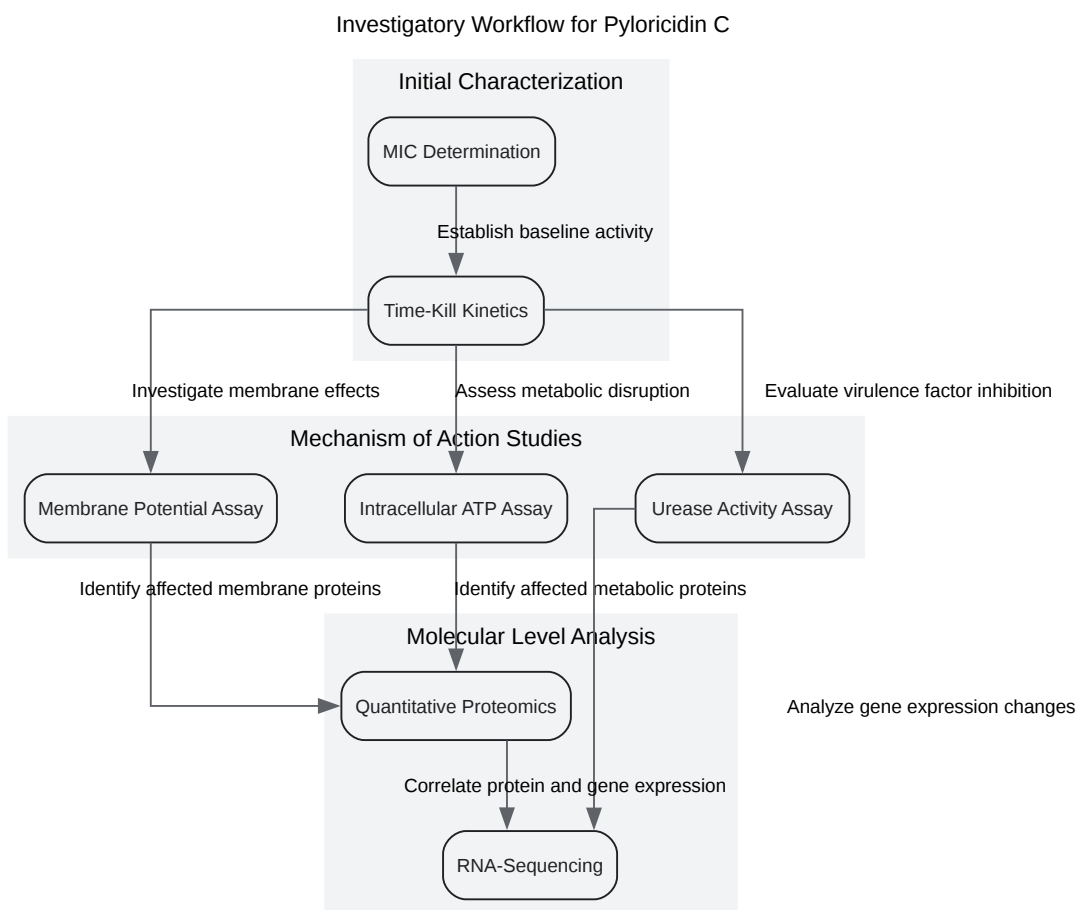 Investigatory Workflow for Pyloricidin C
Initial Characterization
MIC Determination
Establish baseline activity
Time-Kill Kinetics
Investigate membrane effects
Assess metabolic disruption
Evaluate virulence factor inhibition
Mechanism of Action Studies
Membrane Potential Assay
Intracellular ATP Assay
Urease Activity Assay
Identify affected membrane proteins
Identify affected metabolic proteins
Molecular Level Analysis
Quantitative Proteomics
Analyze gene expression changes
Correlate protein and gene expression
RNA-Sequencing